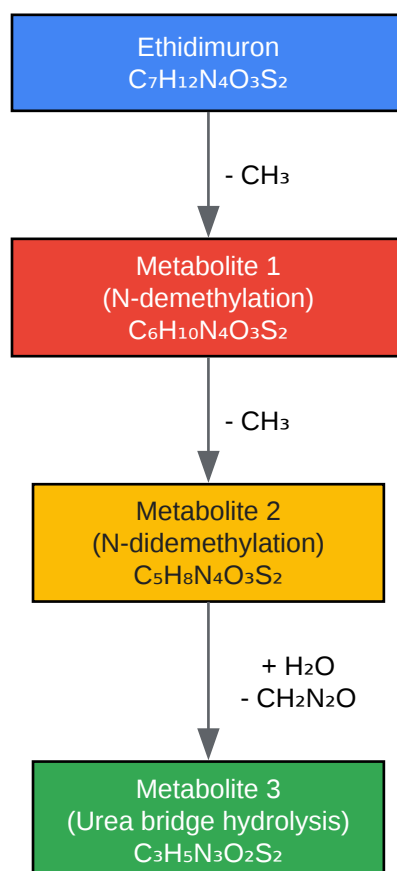 Ethidimuron
C₇H₁₂N₄O₃S₂
- CH₃
Metabolite 1
(N-demethylation)
C₆H₁₀N₄O₃S₂
- CH₃
Metabolite 2
(N-didemethylation)
C₅H₈N₄O₃S₂
+ H₂O
- CH₂N₂O
Metabolite 3
(Urea bridge hydrolysis)
C₃H₅N₃O₂S₂